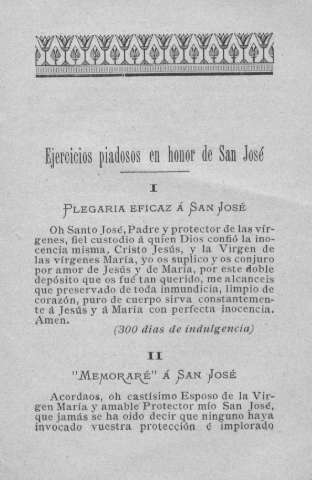 Ejercicios piadosos en honor de San José
I
PLEGARIA EFICAZ Á SAN JOSÉ
Oh Santo José, Padre y protector de las vír-
genes, fiel custodio á quien Dios confió la ino-
cencia misma, Cristo Jesús, y la Virgen de
las vírgenes María, yo os suplico y os conjuro
por amor de Jesús y de María, por este doble
depósito que os fué tan querido, me alcanceis
que preservado de toda inmundicia, limpio de
corazón, puro de cuerpo sirva constantemen-
te á Jesús y á María con perfecta inocencia.
Amen.
(300 dias de indulgencia)
II
"MEMORARÉ" Á SAN JOSÉ
Acordaos, oh castísimo Esposo de la Vir-
gen María y amable Protector mío San José,
que jamás se ha oido decir que ninguno haya
invocado vuestra protección é implorado